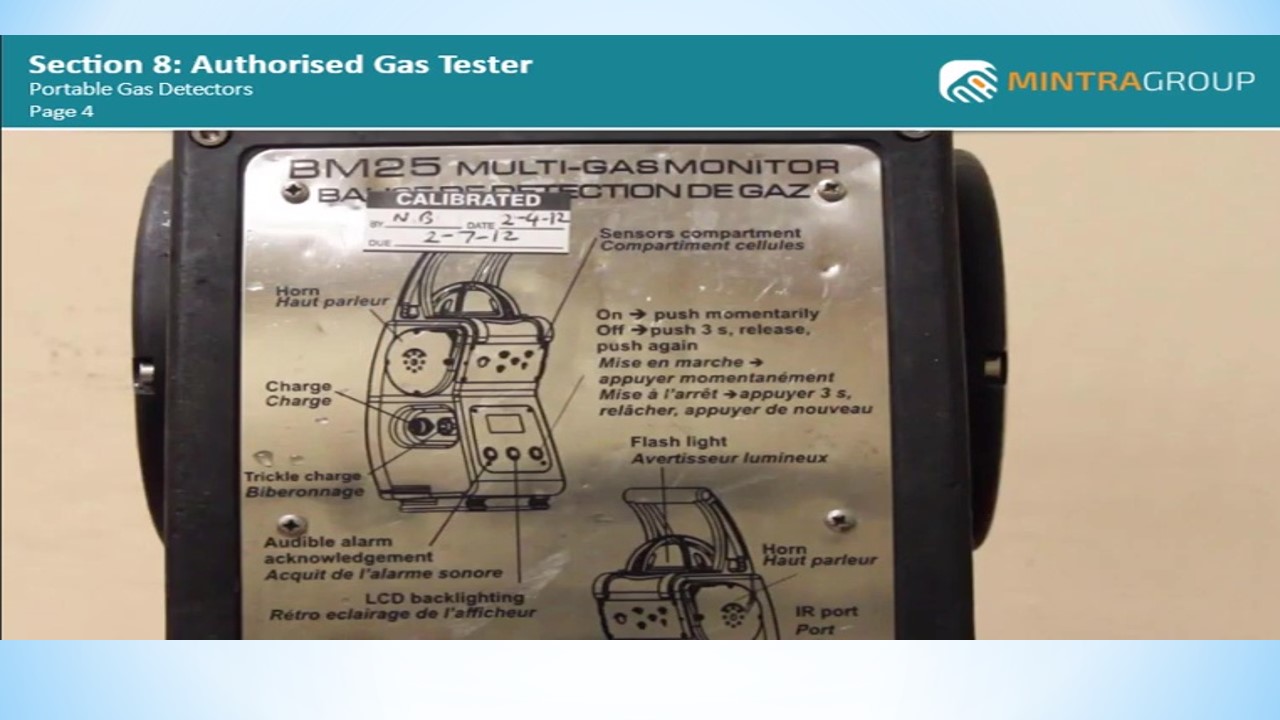 Section 8: Authorised Gas Tester
Portable Gas Detectors
Page 4
MINTRAGROUP
BM25 MULTI-GAS MONITOR
DETECTION DE GAZ
CALIBRATED
BY N.B DATE 2-4-12
DUE 2-7-12
Sensors compartment
Compartiment cellules
Horn
Haut parleur
On → push momentarily
Off → push 3 s, release,
push again
Mise en marche →
appuyer momentanément
Mise à l'arrêt → appuyer 3 s,
relâcher, appuyer de nouveau
Charge
Charge
Flash light
Avertisseur lumineux
Trickle charge
Biberonnage
Audible alarm
acknowledgement
Acquit de l'alarme sonore
LCD backlighting
Rétro eclairage de l'afficheur
Horn
Haut parleur
IR port
Port